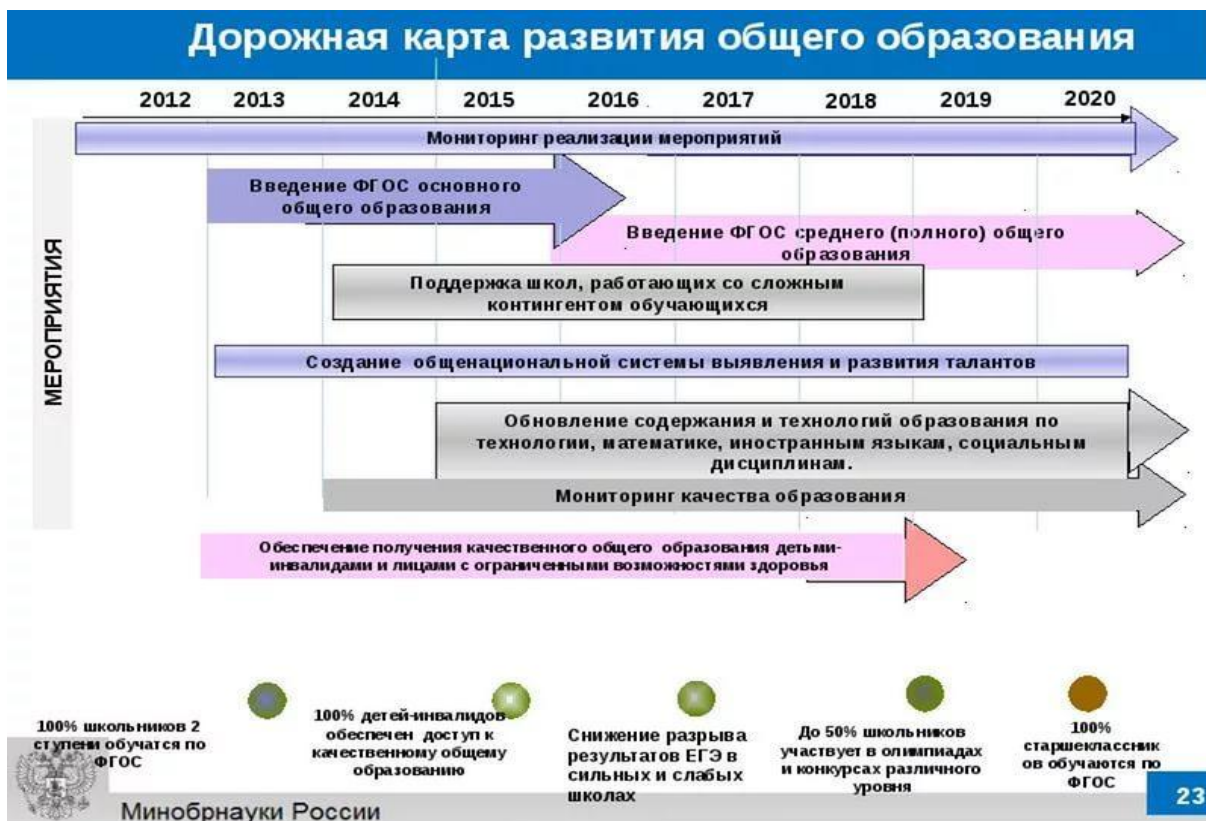 Дорожная карта развития общего образования
2012 2013 2014 2015 2016 2017 2018 2019 2020
МЕРОПРИЯТИЯ
Мониторинг реализации мероприятий
Введение ФГОС основного
общего образования
Введение ФГОС среднего (полного) общего
образования
Поддержка школ, работающих со сложным
контингентом обучающихся
Создание общенациональной системы выявления и развития талантов
Обновление содержания и технологий образования по
технологии, математике, иностранным языкам, социальным
дисциплинам.
Мониторинг качества образования
Обеспечение получения качественного общего образования детьми-
инвалидами и лицами с ограниченными возможностями здоровья
100% школьников 2
ступени обучатся по
ФГОС
100% детей-инвалидов
обеспечен доступ к
качественному общему
образованию
Снижение разрыва
результатов ЕГЭ в
сильных и слабых
школах
До 50% школьников
участвует в олимпиадах
и конкурсах различного
уровня
100%
старшеклассник
ов обучаются по
ФГОС
Минобрнауки России
23